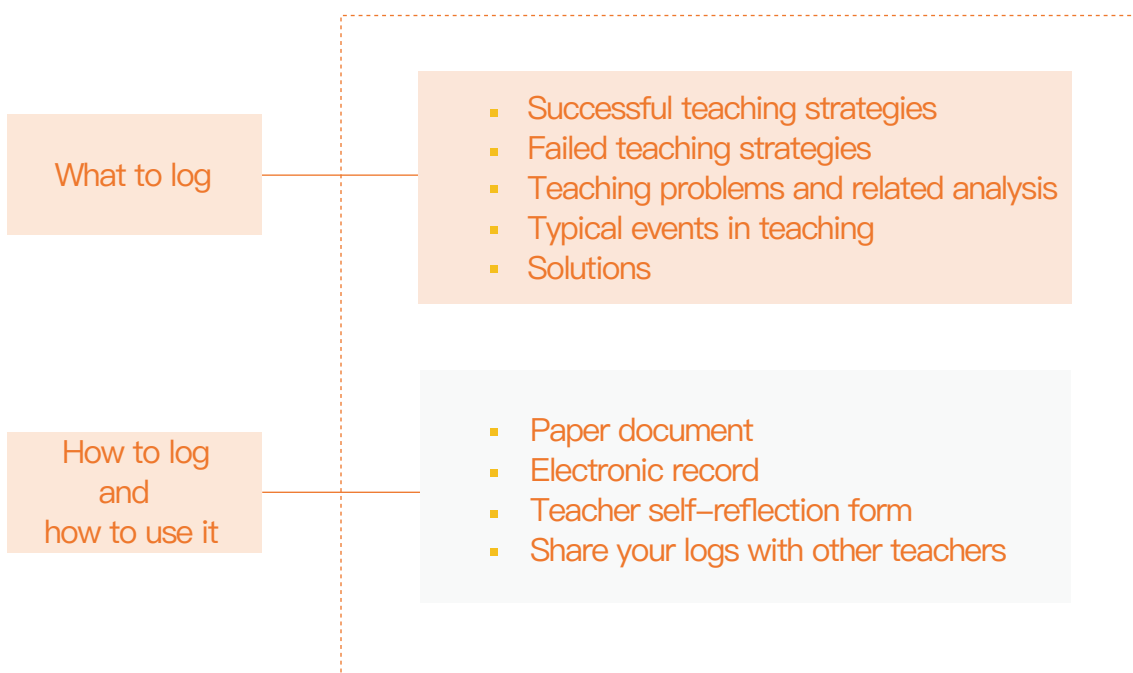 What to log
Successful teaching strategies
Failed teaching strategies
Teaching problems and related analysis
Typical events in teaching
Solutions
How to log
and
how to use it
Paper document
Electronic record
Teacher self–reflection form
Share your logs with other teachers